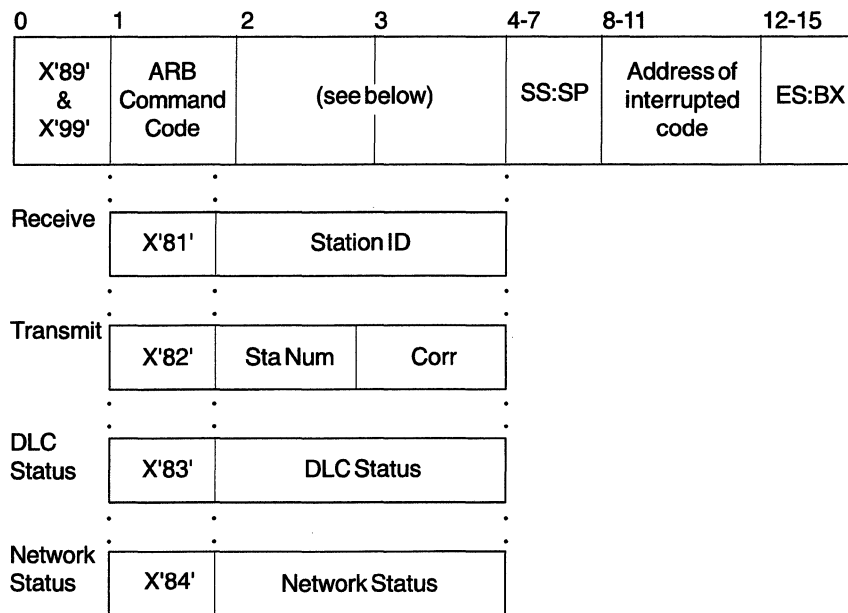 0 1 2 3 4-7 8-11 12-15
X'89' & X'99'
ARB Command Code
(see below)
SS:SP
Address of interrupted code
ES:BX
Receive
X'81' Station ID
Transmit
X'82' Sta Num Corr
DLC Status
X'83' DLC Status
Network Status
X'84' Network Status